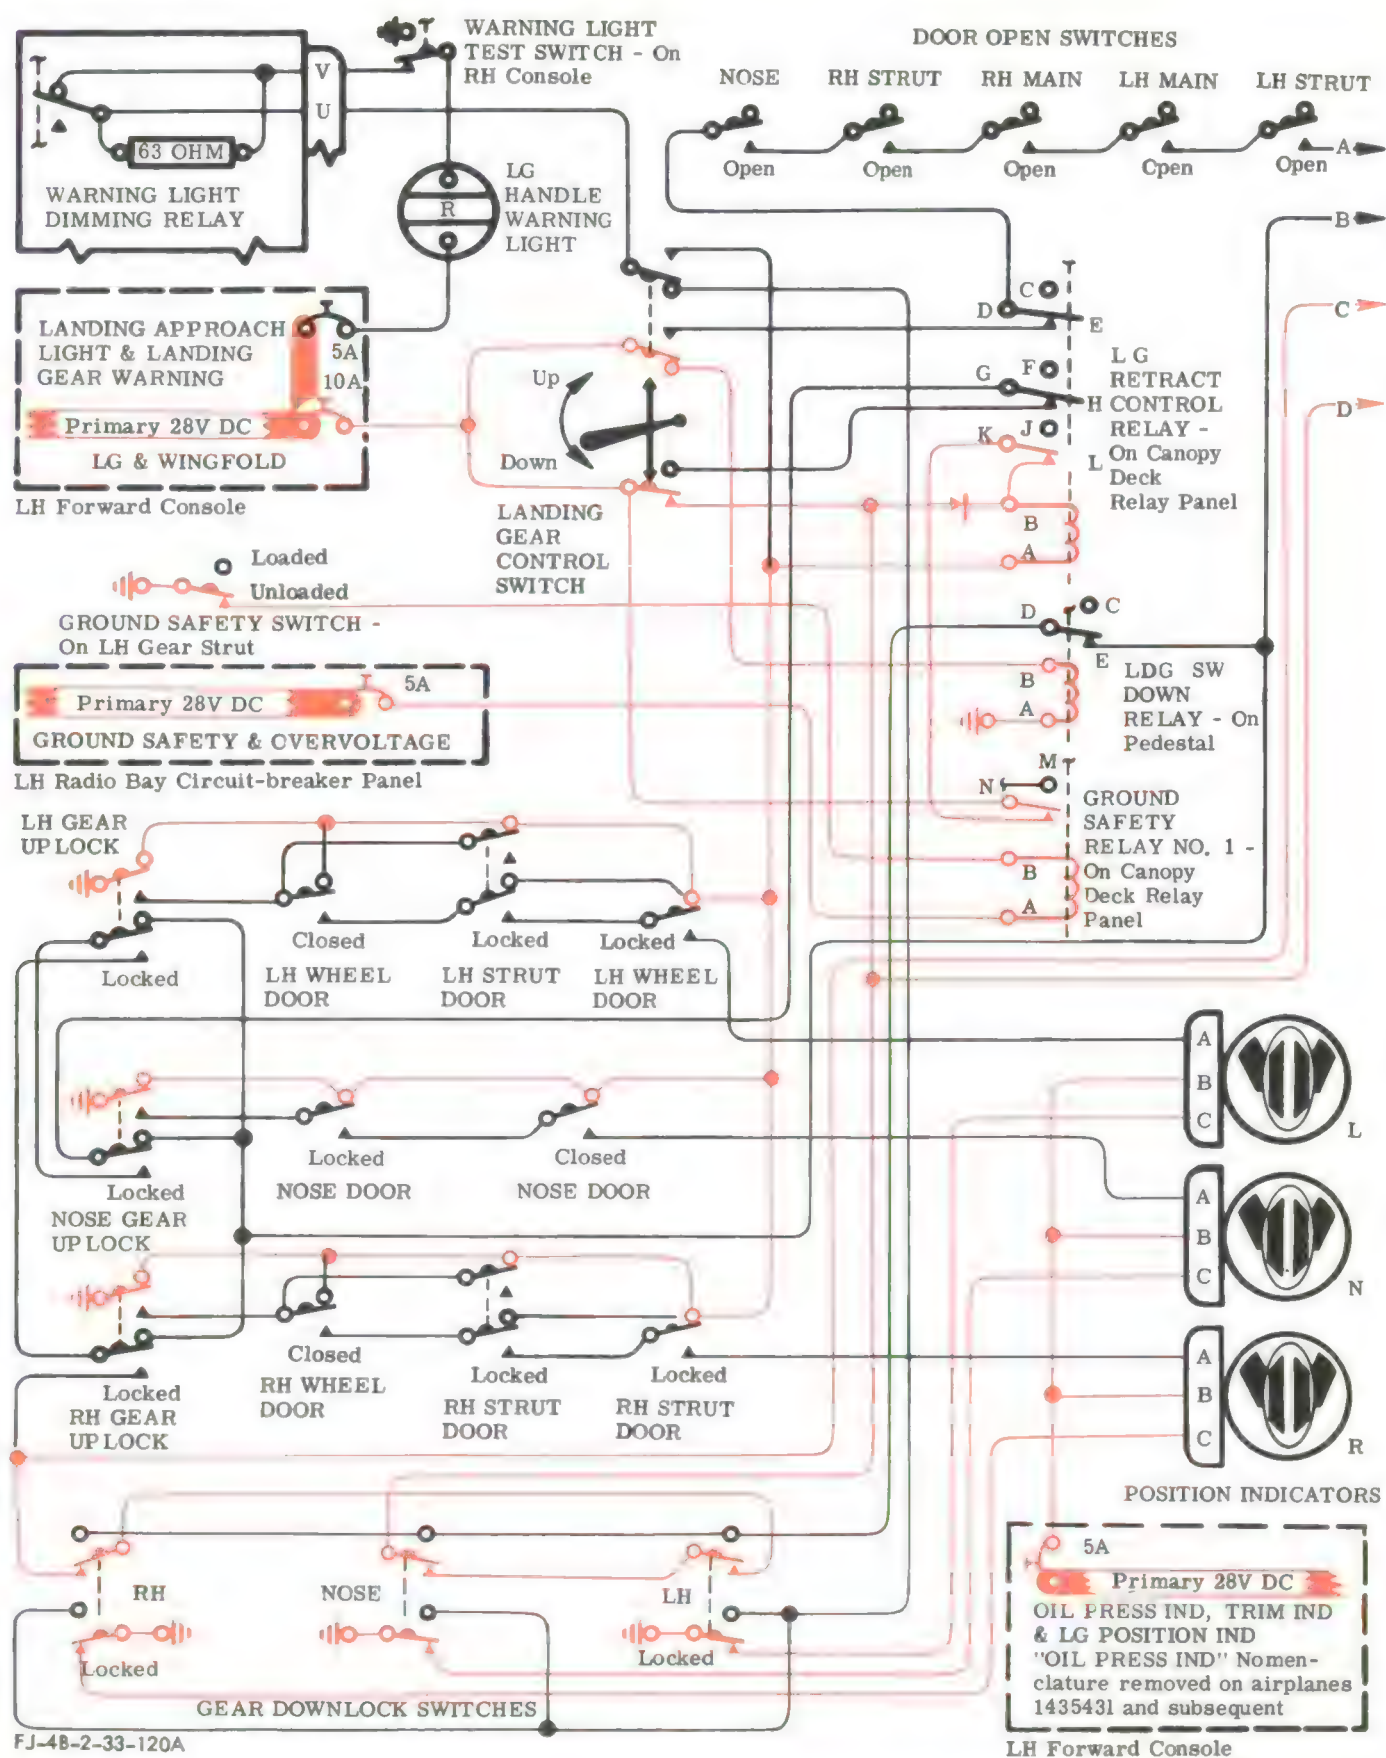 WARNING LIGHT
TEST SWITCH - On
RH Console
DOOR OPEN SWITCHES
NOSE
RH STRUT
RH MAIN
LH MAIN
LH STRUT
V
U
63 OHM
WARNING LIGHT
DIMMING RELAY
Open
Open
Open
Open
Open
A
LG
HANDLE
WARNING
LIGHT
R
B
C
D
E
C
LANDING APPROACH
LIGHT & LANDING
GEAR WARNING
5A
10A
Primary 28V DC
LG & WINGFOLD
LH Forward Console
Up
Down
LANDING
GEAR
CONTROL
SWITCH
F
G
H
J
K
L
B
A
D
L G
RETRACT
CONTROL
RELAY -
On Canopy
Deck
Relay Panel
Loaded
Unloaded
GROUND SAFETY SWITCH -
On LH Gear Strut
D
C
E
B
A
LDG SW
DOWN
RELAY - On
Pedestal
5A
Primary 28V DC
GROUND SAFETY & OVERVOLTAGE
LH Radio Bay Circuit-breaker Panel
M
N
B
A
GROUND
SAFETY
RELAY NO. 1 -
On Canopy
Deck Relay
Panel
LH GEAR
UPLOCK
Locked
Closed
LH WHEEL
DOOR
Locked
LH STRUT
DOOR
Locked
LH WHEEL
DOOR
A
B
C
L
Locked
NOSE GEAR
UPLOCK
Locked
NOSE DOOR
Closed
NOSE DOOR
A
B
C
N
Locked
RH GEAR
UPLOCK
Closed
RH WHEEL
DOOR
Locked
RH STRUT
DOOR
Locked
RH STRUT
DOOR
A
B
C
R
POSITION INDICATORS
RH
NOSE
LH
Locked
Locked
GEAR DOWNLOCK SWITCHES
5A
Primary 28V DC
OIL PRESS IND, TRIM IND
& LG POSITION IND
"OIL PRESS IND" Nomen-
clature removed on airplanes
1435431 and subsequent
LH Forward Console
FJ-4B-2-33-120A